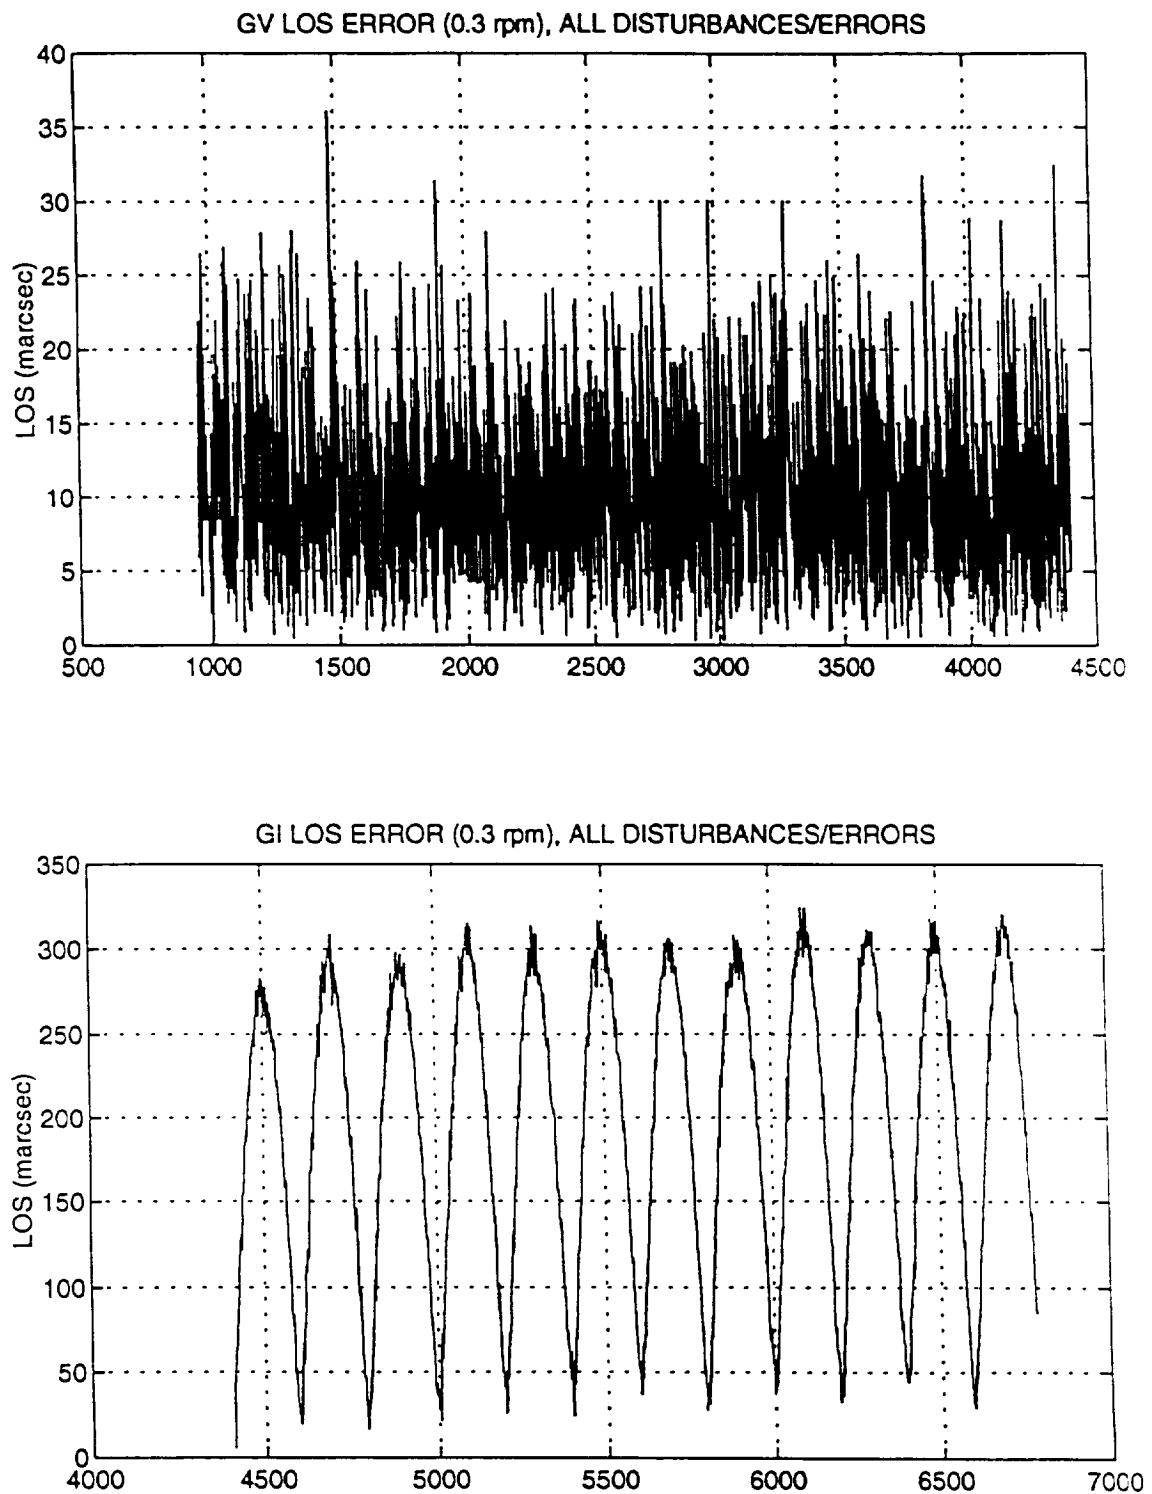 GV LOS ERROR (0.3 rpm), ALL DISTURBANCES/ERRORS
40
35
30
25
20
15
10
5
0
LOS (marcsec)
500 1000 1500 2000 2500 3000 3500 4000 4500
GI LOS ERROR (0.3 rpm), ALL DISTURBANCES/ERRORS
350
300
250
200
150
100
50
0
LOS (marcsec)
4000 4500 5000 5500 6000 6500 7000